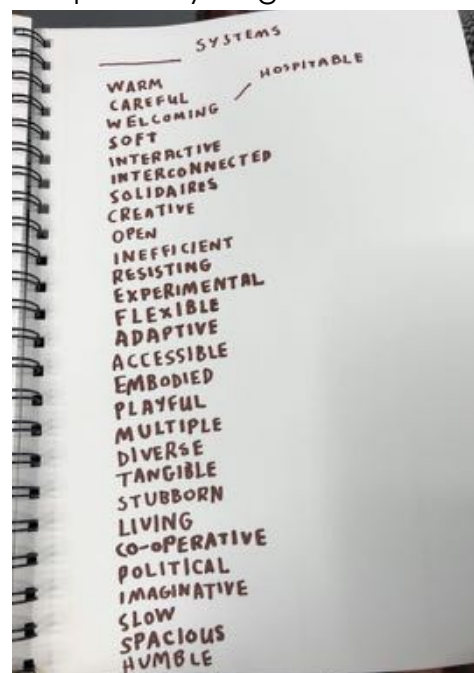 ______ SYSTEMS
WARM
CAREFUL
WELCOMING / HOSPITABLE
SOFT
INTERACTIVE
INTERCONNECTED
SOLIDAIRES
CREATIVE
OPEN
INEFFICIENT
RESISTING
EXPERIMENTAL
FLEXIBLE
ADAPTIVE
ACCESSIBLE
EMBODIED
PLAYFUL
MULTIPLE
DIVERSE
TANGIBLE
STUBBORN
LIVING
CO-OPERATIVE
POLITICAL
IMAGINATIVE
SLOW
SPACIOUS
HUMBLE